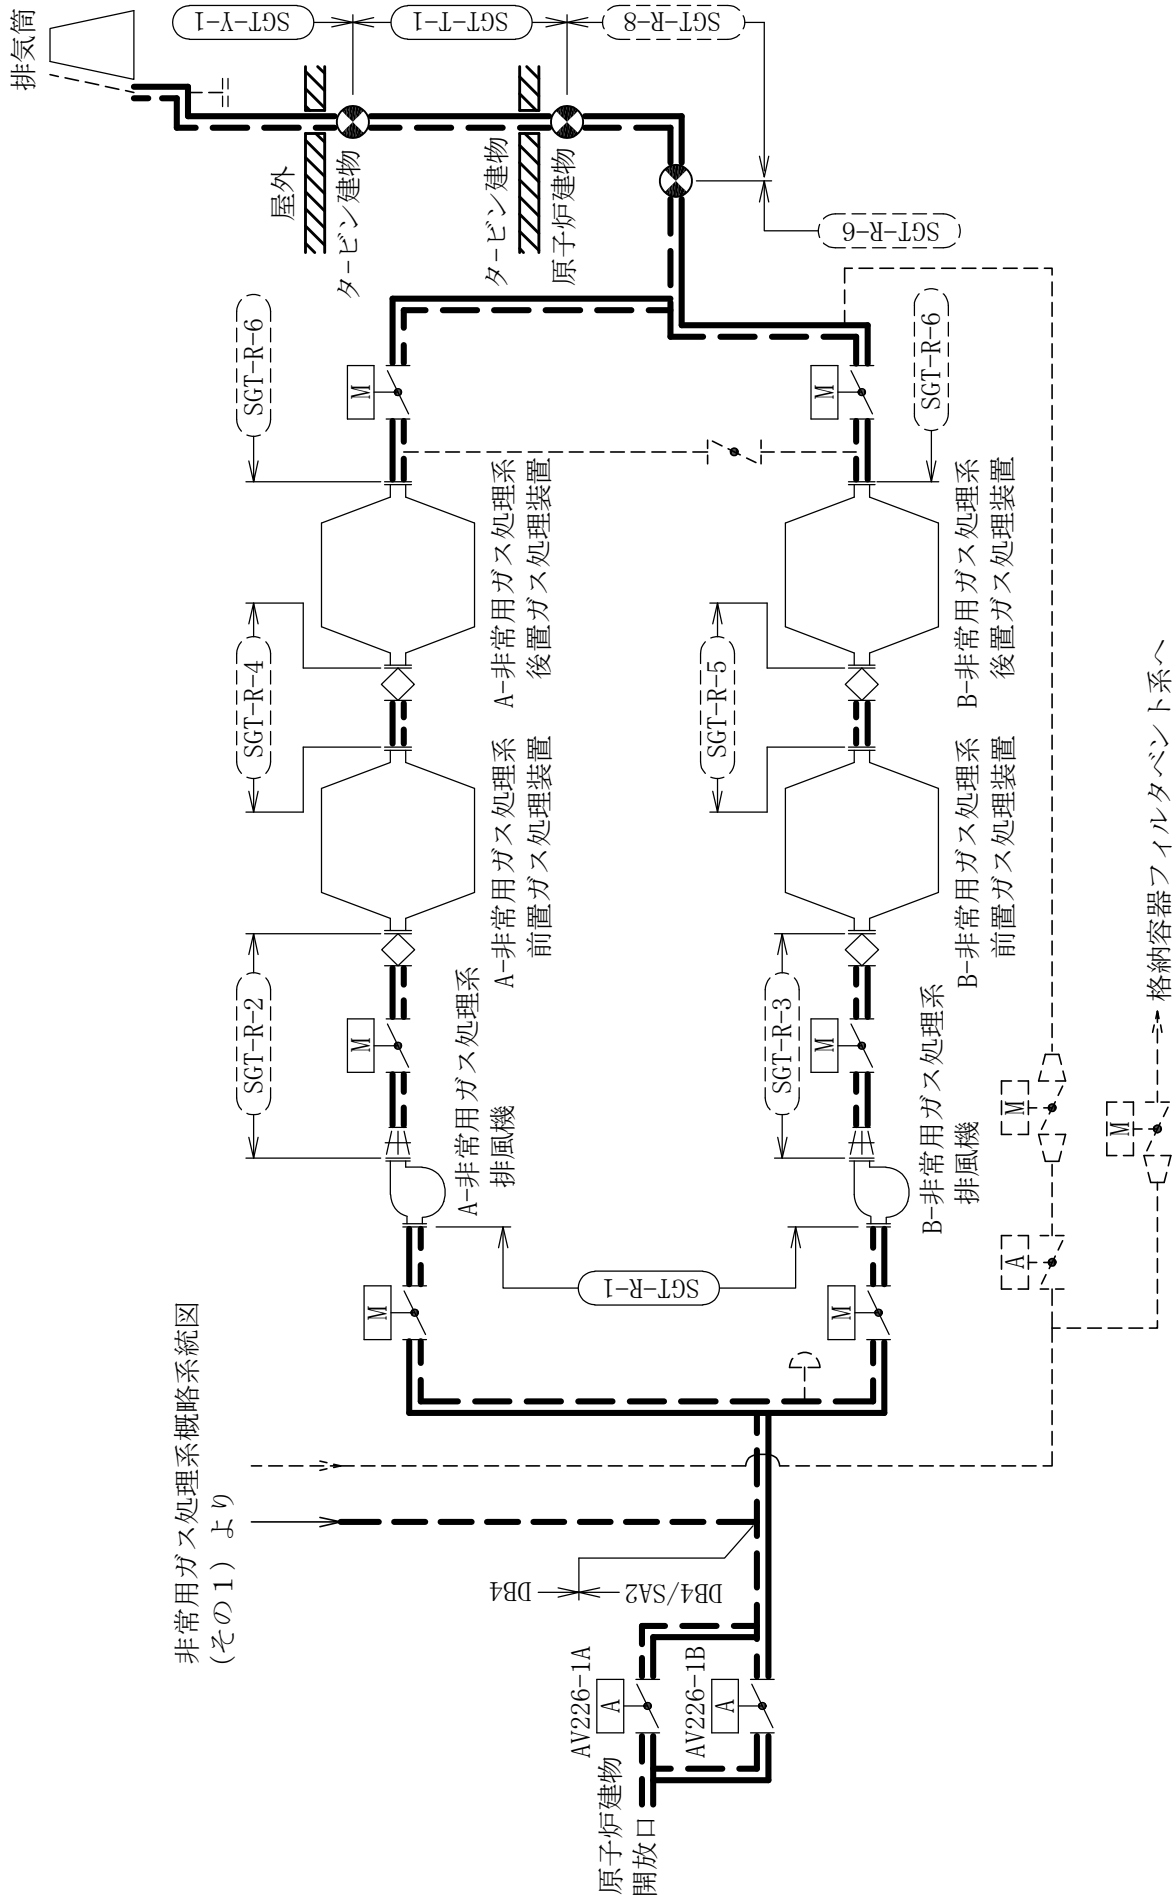 非常用ガス処理系概略系統図
(その1) より
原子炉建物
開放口
AV226-1A
A
AV226-1B
A
DB4
DB4/SA2
M
M
SGT-R-1
A-非常用ガス処理系
排風機
B-非常用ガス処理系
排風機
SGT-R-2
M
SGT-R-3
M
A-非常用ガス処理系
前置ガス処理装置
B-非常用ガス処理系
前置ガス処理装置
SGT-R-4
SGT-R-5
A-非常用ガス処理系
後置ガス処理装置
B-非常用ガス処理系
後置ガス処理装置
SGT-R-6
M
M
SGT-R-6
A
M
M
格納容器フィルタベント系へ
SGT-R-6
SGT-R-8
SGT-T-1
SGT-Y-1
原子炉建物
タービン建物
タービン建物
屋外
排気筒